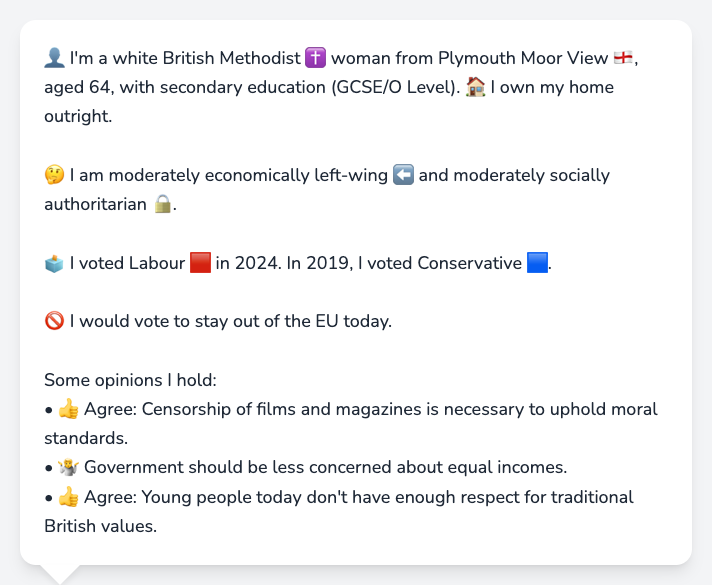 👤 I'm a white British Methodist ✝️ woman from Plymouth Moor View 🏴󠁧󠁢󠁥󠁮󠁧󠁿,
aged 64, with secondary education (GCSE/O Level). 🏠 I own my home
outright.
🤔 I am moderately economically left-wing ⬅️ and moderately socially
authoritarian 🔒.
🗳️ I voted Labour 🟥 in 2024. In 2019, I voted Conservative 🟦.
🚫 I would vote to stay out of the EU today.
Some opinions I hold:
• 👍 Agree: Censorship of films and magazines is necessary to uphold moral
standards.
• 🤷 Government should be less concerned about equal incomes.
• 👍 Agree: Young people today don't have enough respect for traditional
British values.